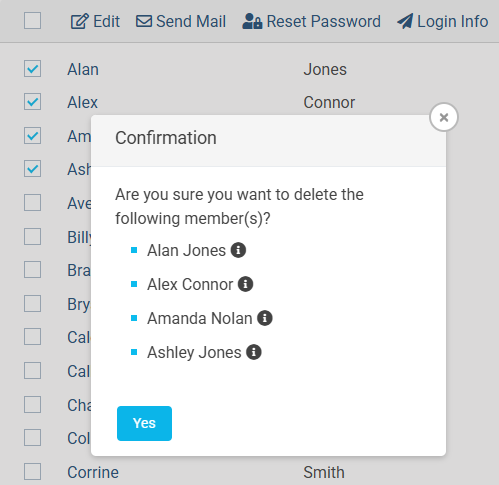 Edit Send Mail Reset Password Login Info
Alan Jones
Alex Connor
Am
Ash
Ave
Billy
Bra
Bry
Cal
Cha
Col
Corrine Smith
Confirmation
Are you sure you want to delete the
following member(s)?
Alan Jones
Alex Connor
Amanda Nolan
Ashley Jones
Yes